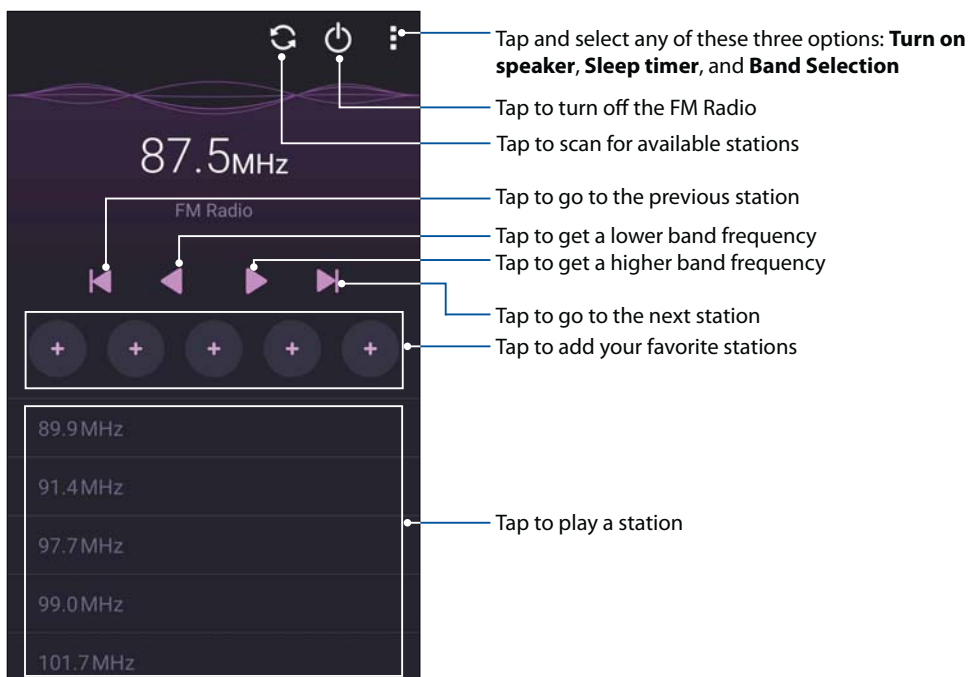 Tap and select any of these three options: Turn on
speaker, Sleep timer, and Band Selection
Tap to turn off the FM Radio
Tap to scan for available stations
87.5MHz
FM Radio
Tap to go to the previous station
Tap to get a lower band frequency
Tap to get a higher band frequency
Tap to go to the next station
Tap to add your favorite stations
+ + + + +
89.9MHz
91.4MHz
97.7MHz
99.0MHz
101.7MHz
Tap to play a station